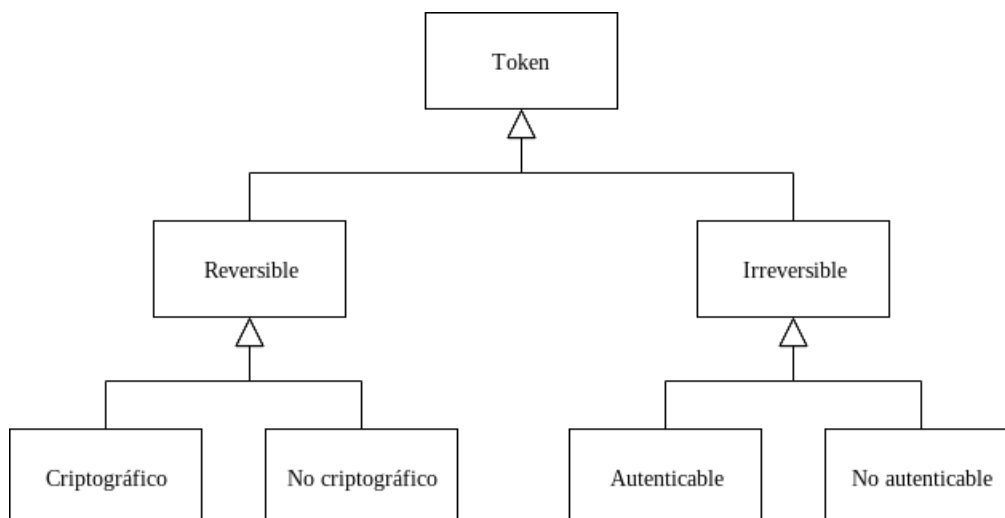 Token
Reversible
Irreversible
Criptográfico
No criptográfico
Autenticable
No autenticable